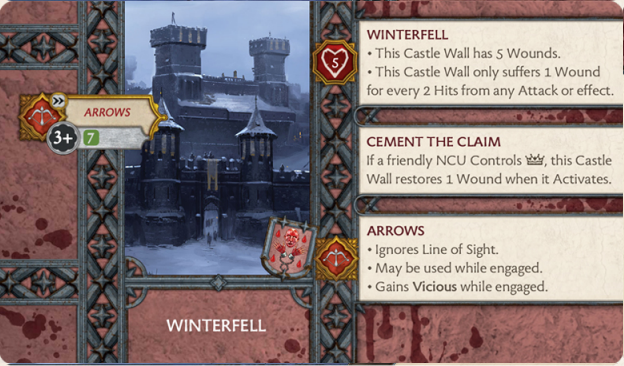 WINTERFELL
• This Castle Wall has 5 Wounds.
• This Castle Wall only suffers 1 Wound
for every 2 Hits from any Attack or effect.
5
ARROWS
3+
7
CEMENT THE CLAIM
If a friendly NCU Controls , this Castle
Wall restores 1 Wound when it Activates.
ARROWS
• Ignores Line of Sight.
• May be used while engaged.
• Gains Vicious while engaged.
WINTERFELL